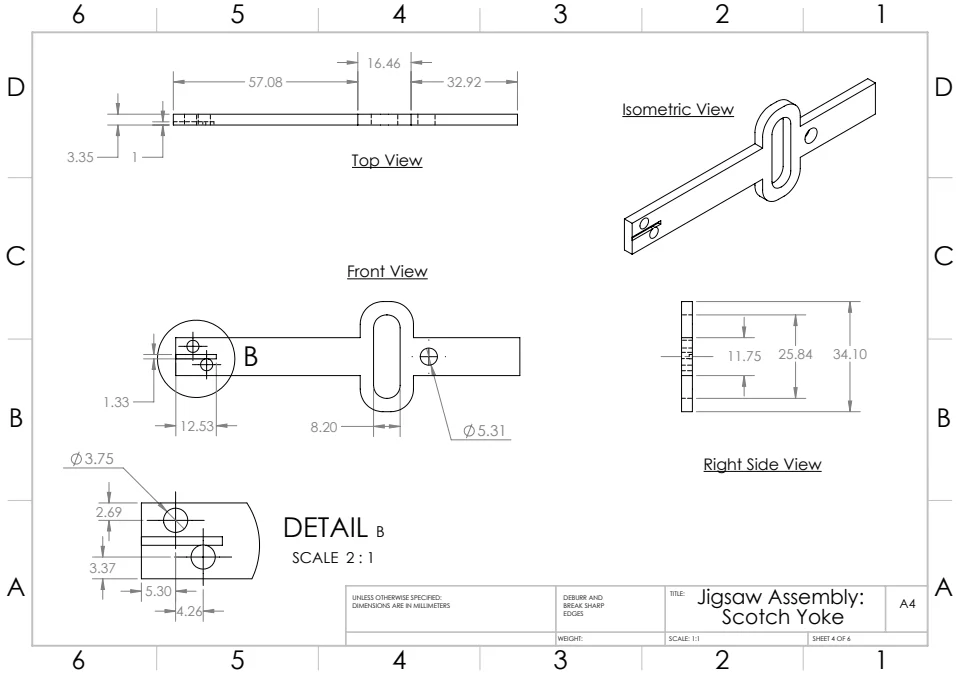 6 5 4 3 2 1
D D
16.46
57.08 32.92
3.35 1
Top View
Isometric View
C C
Front View
B
1.33
12.53
8.20
⌀5.31
11.75 25.84 34.10
Right Side View
B B
⌀3.75
2.69
3.37
5.30
4.26
DETAIL B
SCALE 2 : 1
A A
UNLESS OTHERWISE SPECIFIED:
DIMENSIONS ARE IN MILLIMETERS
DEBURR AND
BREAK SHARP
EDGES
TITLE:
Jigsaw Assembly:
Scotch Yoke
A4
WEIGHT:
SCALE: 1:1
SHEET 4 OF 6
6 5 4 3 2 1